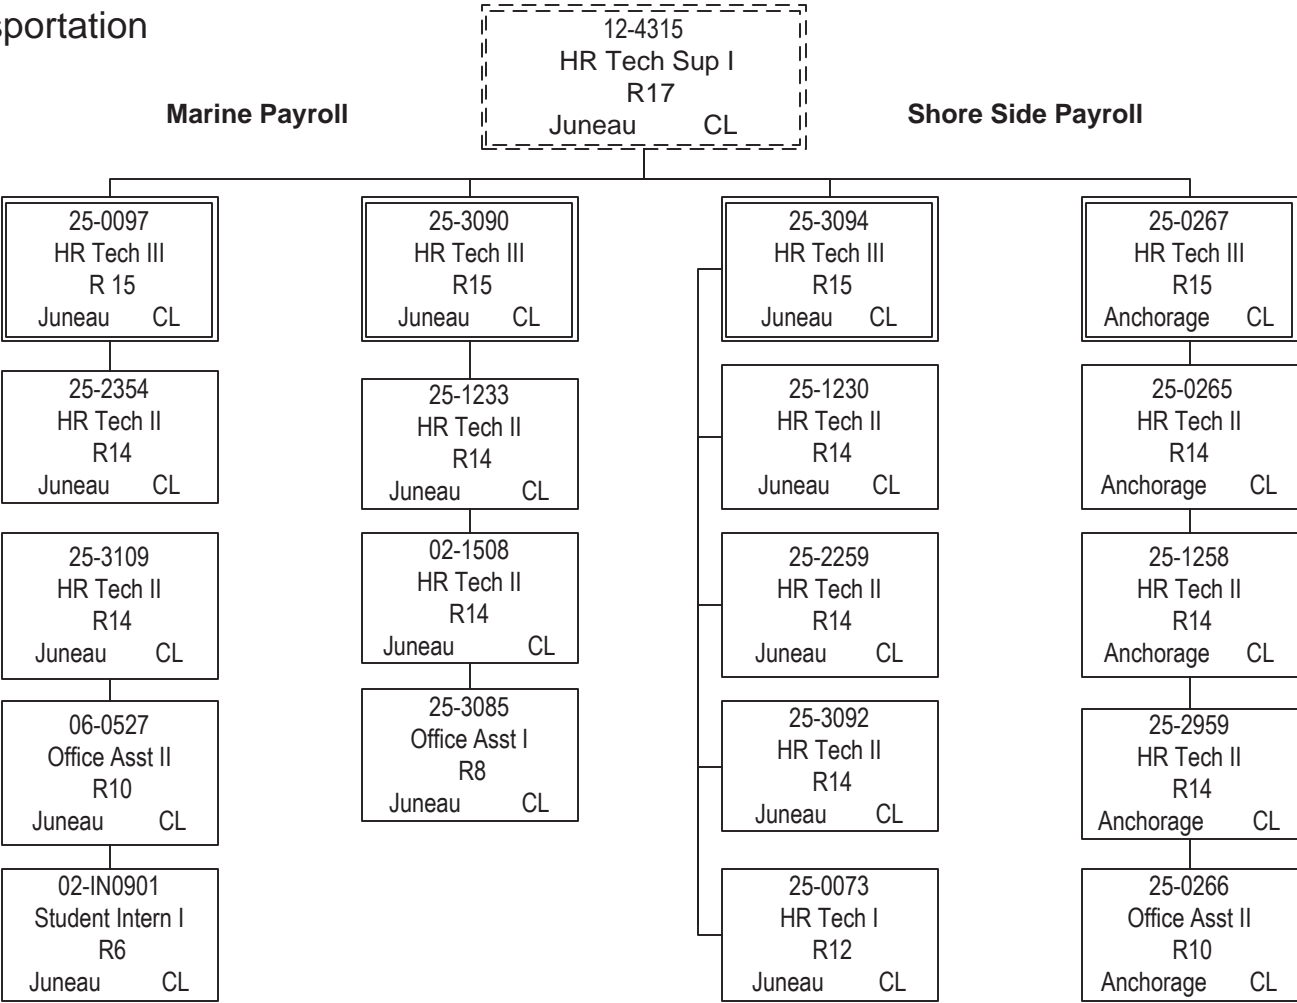 sportation
12-4315
HR Tech Sup I
R17
Juneau CL
Marine Payroll
Shore Side Payroll
25-0097
HR Tech III
R 15
Juneau CL
25-2354
HR Tech II
R14
Juneau CL
25-3109
HR Tech II
R14
Juneau CL
06-0527
Office Asst II
R10
Juneau CL
02-IN0901
Student Intern I
R6
Juneau CL
25-3090
HR Tech III
R15
Juneau CL
25-1233
HR Tech II
R14
Juneau CL
02-1508
HR Tech II
R14
Juneau CL
25-3085
Office Asst I
R8
Juneau CL
25-3094
HR Tech III
R15
Juneau CL
25-1230
HR Tech II
R14
Juneau CL
25-2259
HR Tech II
R14
Juneau CL
25-3092
HR Tech II
R14
Juneau CL
25-0073
HR Tech I
R12
Juneau CL
25-0267
HR Tech III
R15
Anchorage CL
25-0265
HR Tech II
R14
Anchorage CL
25-1258
HR Tech II
R14
Anchorage CL
25-2959
HR Tech II
R14
Anchorage CL
25-0266
Office Asst II
R10
Anchorage CL